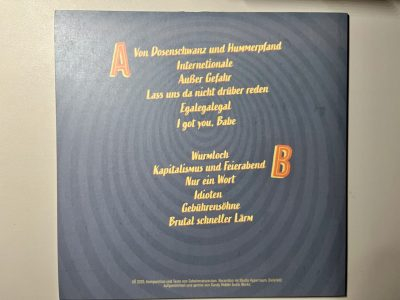 A
Von Dosenschwanz und Hummerpfand
Internetionale
Außer Gefahr
Lass uns da nicht drüber reden
Egalegalegal
I got you, Babe
B
Wurmloch
Kapitalismus und Feierabend
Nur ein Wort
Idioten
Gebührensöhne
Brutal schneller Lärm